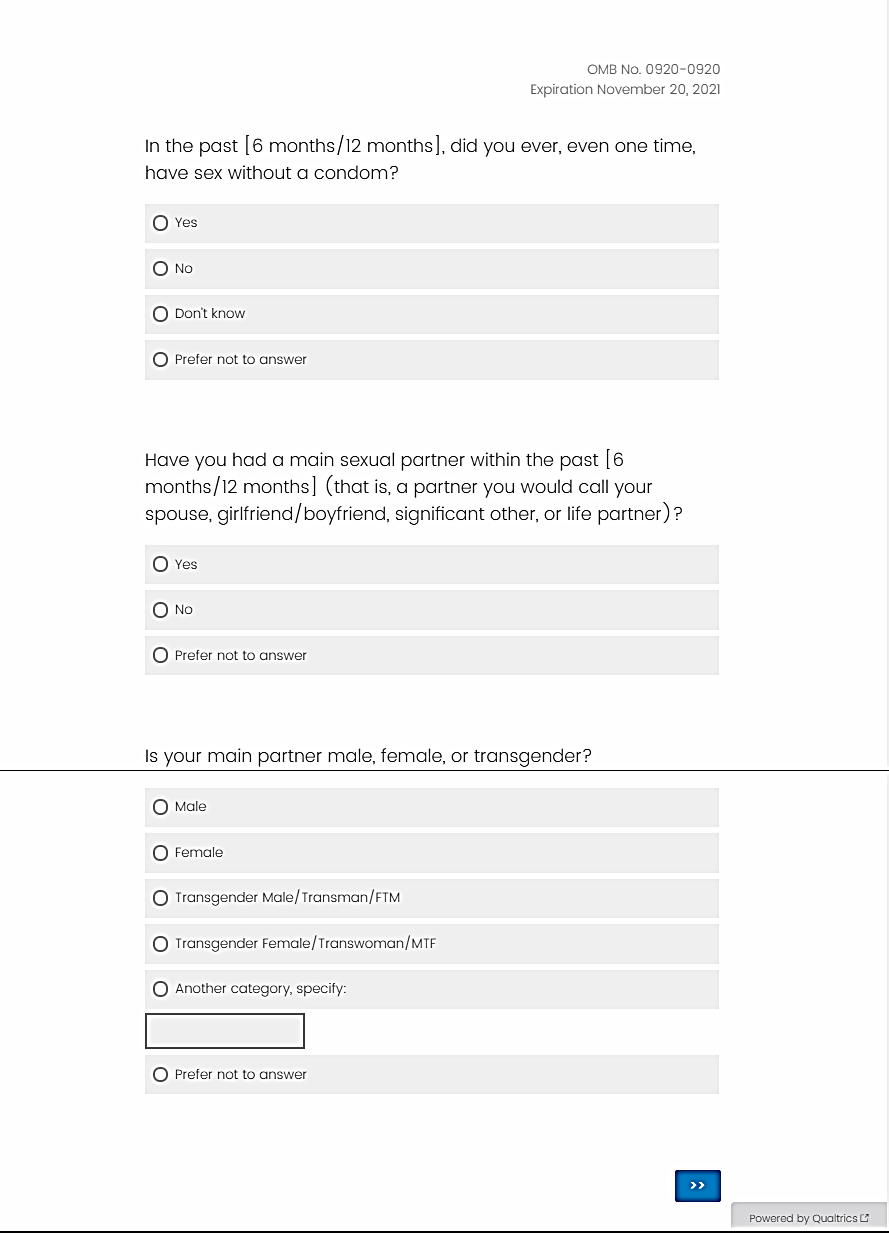 OMB No. 0920-0920
Expiration November 20, 2021
In the past [6 months/12 months], did you ever, even one time,
have sex without a condom?
Yes
No
Don't know
Prefer not to answer
Have you had a main sexual partner within the past [6
months/12 months] (that is, a partner you would call your
spouse, girlfriend/boyfriend, significant other, or life partner)?
Yes
No
Prefer not to answer
Is your main partner male, female, or transgender?
Male
Female
Transgender Male/Transman/FTM
Transgender Female/Transwoman/MTF
Another category, specify:
Prefer not to answer
>>
Powered by Qualtrics